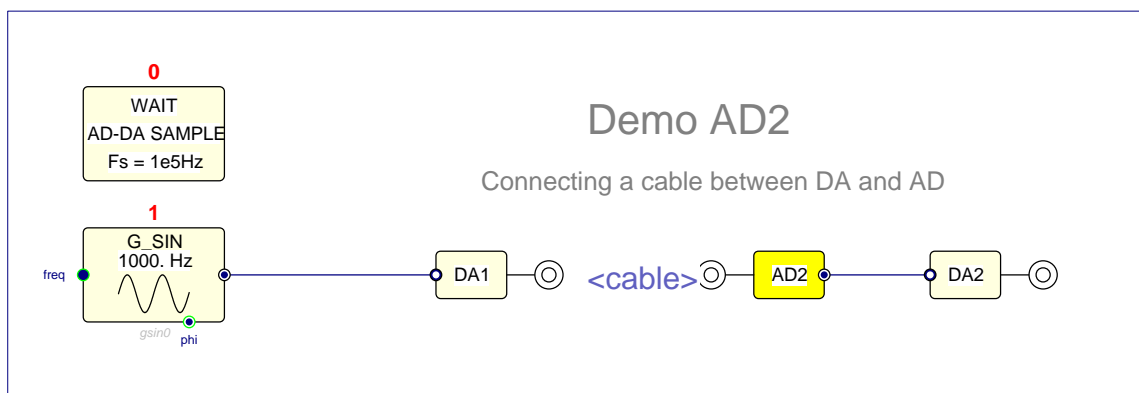 0
WAIT
AD-DA SAMPLE
Fs = 1e5Hz
Demo AD2
Connecting a cable between DA and AD
1
G_SIN
1000. Hz
freq
DA1
<cable>
AD2
DA2
gsin0
phi